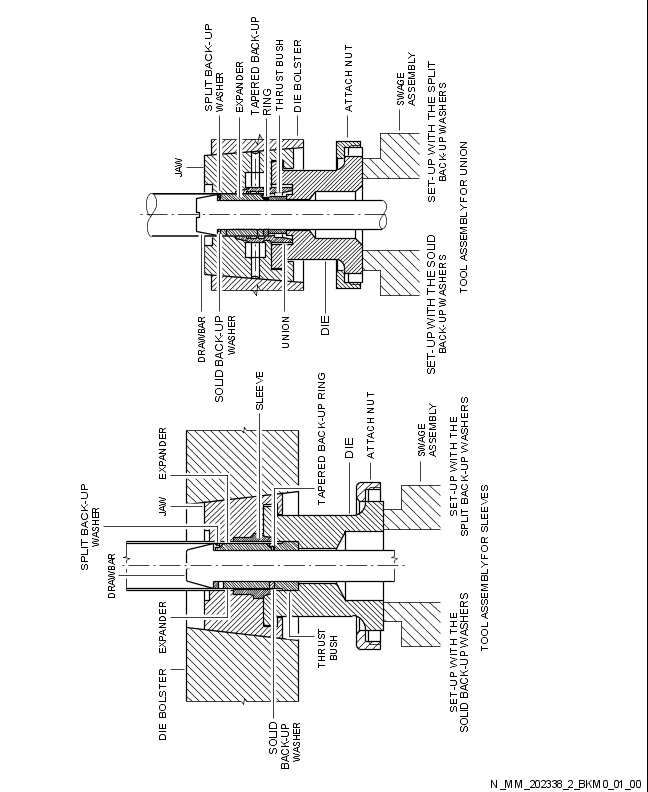 SPLIT BACK-UP
WASHER
EXPANDER
TAPERED BACK-UP
RING
THRUST BUSH
DIE BOLSTER
ATTACH NUT
SWAGE
ASSEMBLY
SET-UP WITH THE SPLIT
BACK-UP WASHERS
JAW
DRAWBAR
SOLID BACK-UP
WASHER
UNION
DIE
SET-UP WITH THE SOLID
BACK-UP WASHERS
TOOL ASSEMBLY FOR UNION
SPLIT BACK-UP
WASHER
DRAWBAR
JAW
EXPANDER
SLEEVE
TAPERED BACK-UP RING
DIE
ATTACH NUT
SWAGE
ASSEMBLY
SET-UP WITH THE
SPLIT BACK-UP WASHERS
EXPANDER
DIE BOLSTER
SOLID
BACK-UP
WASHER
THRUST
BUSH
SET-UP WITH THE
SOLID BACK-UP WASHERS
TOOL ASSEMBLY FOR SLEEVES
N_MM_202338_2_BKM0_01_00